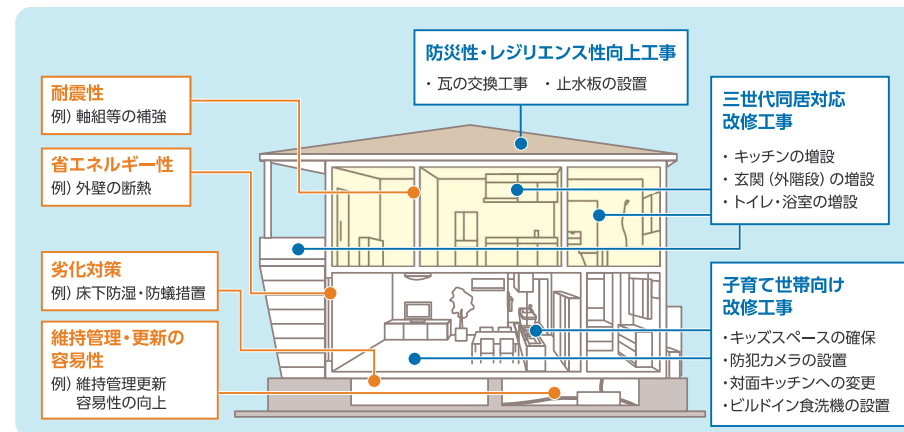 防災性・レジリエンス性向上工事
・瓦の交換工事 ・止水板の設置
耐震性
例）軸組等の補強
省エネルギー性
例）外壁の断熱
劣化対策
例）床下防湿・防蟻措置
維持管理・更新の
容易性
例）維持管理更新
容易性の向上
三世代同居対応
改修工事
・キッチンの増設
・玄関（外階段）の増設
・トイレ・浴室の増設
子育て世帯向け
改修工事
・キッズスペースの確保
・防犯カメラの設置
・対面キッチンへの変更
・ビルドイン食洗機の設置